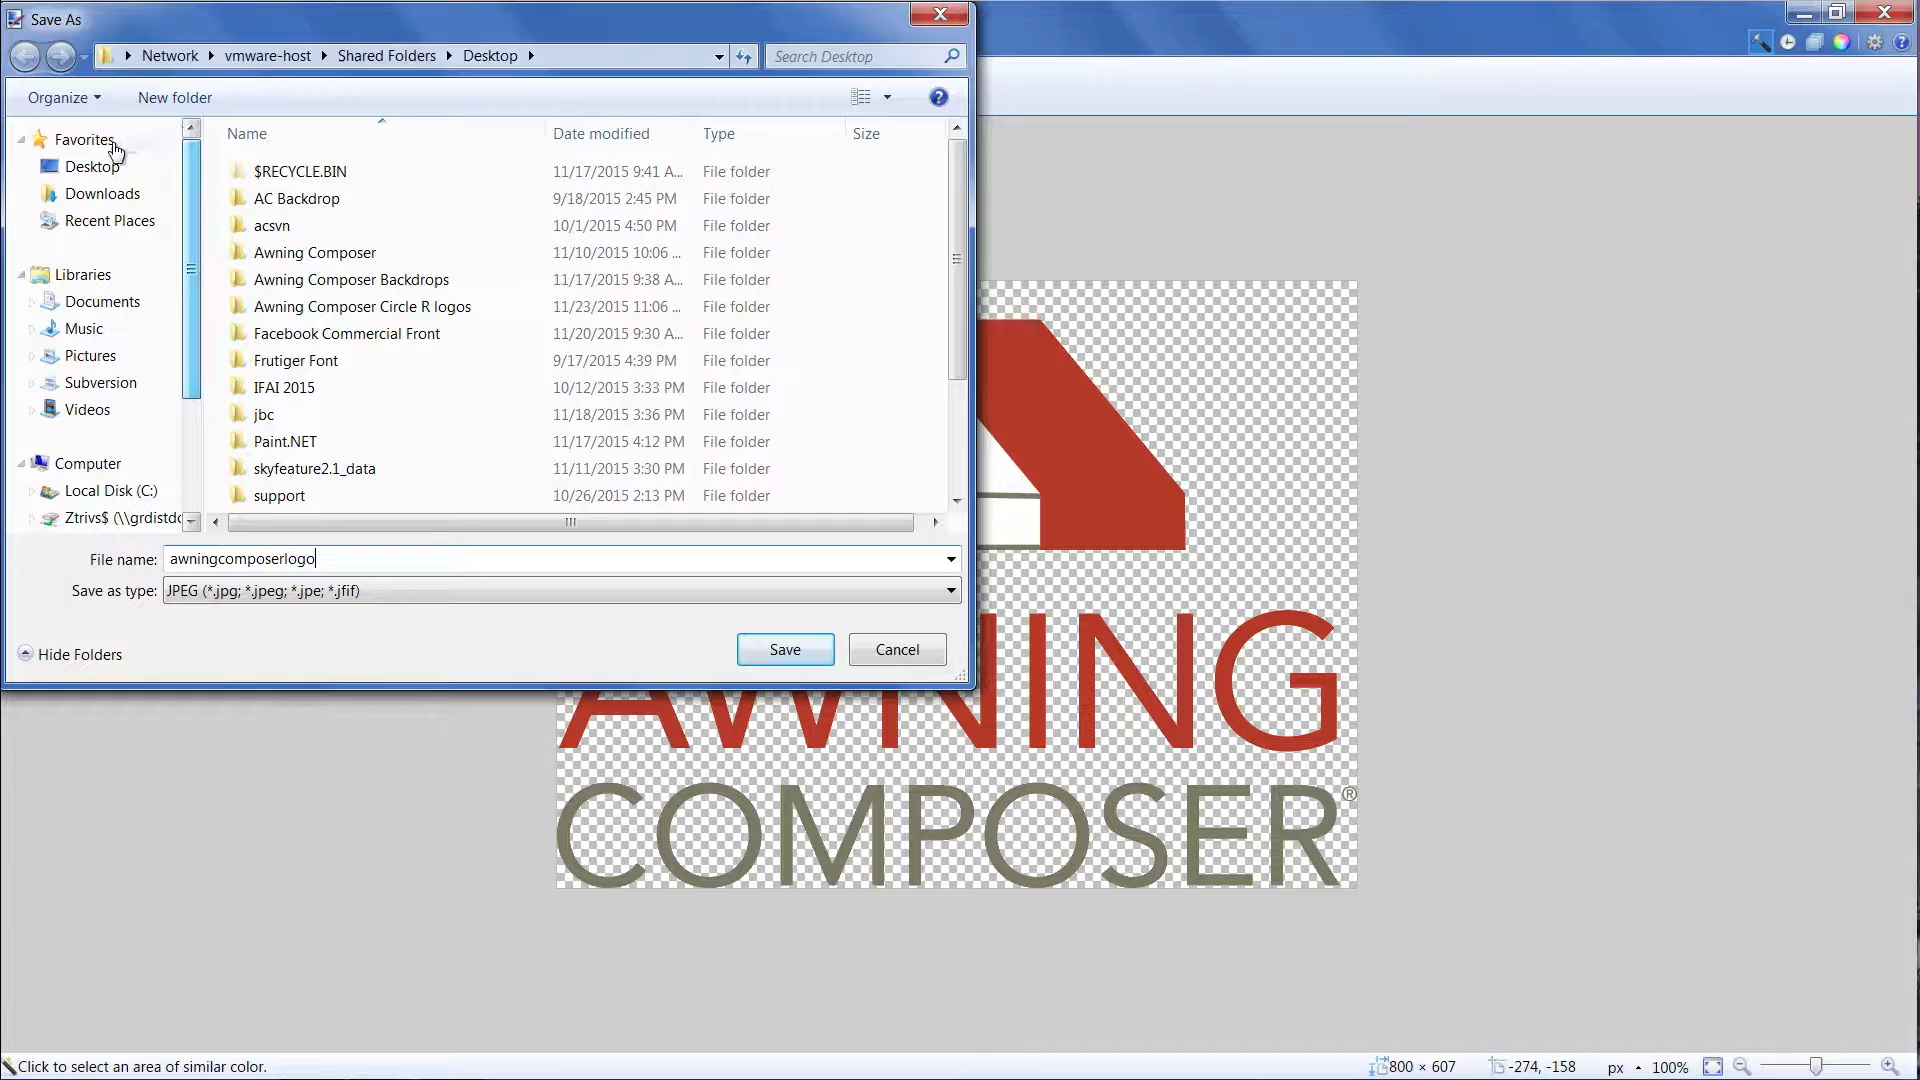 Save As
Network vmware-host Shared Folders Desktop
Search Desktop
Organize New folder
Favorites
Desktop
Downloads
Recent Places
Libraries
Documents
Music
Pictures
Subversion
Videos
Computer
Local Disk (C:)
Ztrivs$ (\\grdistdc
Name Date modified Type Size
$RECYCLE.BIN 11/17/2015 9:41 A... File folder
AC Backdrop 9/18/2015 2:45 PM File folder
acsvn 10/1/2015 4:50 PM File folder
Awning Composer 11/10/2015 10:06 ... File folder
Awning Composer Backdrops 11/17/2015 9:38 A... File folder
Awning Composer Circle R logos 11/23/2015 11:06 ... File folder
Facebook Commercial Front 11/20/2015 9:30 A... File folder
Frutiger Font 9/17/2015 4:39 PM File folder
IFAI 2015 10/12/2015 3:33 PM File folder
jbc 11/18/2015 3:36 PM File folder
Paint.NET 11/17/2015 4:12 PM File folder
skyfeature2.1_data 11/11/2015 3:30 PM File folder
support 10/26/2015 2:13 PM File folder
File name: awningcomposerlogo
Save as type: JPEG (*.jpg; *.jpeg; *.jpe; *.jfif)
Hide Folders
Save Cancel
AWNING
COMPOSER®
Click to select an area of similar color.
800 × 607 -274, -158 px 100%